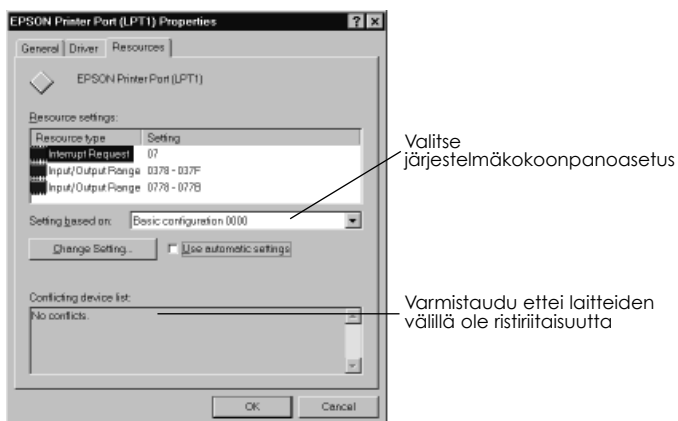 EPSON Printer Port (LPT1) Properties
General Driver Resources
EPSON Printer Port (LPT1)
Resource settings:
Resource type Setting
Interrupt Request 07
Input/Output Range 0378 - 037F
Input/Output Range 0778 - 077B
Setting based on: Basic configuration 0000
Change Setting... Use automatic settings
Conflicting device list:
No conflicts.
OK Cancel
Valitse
järjestelmäkokoonpanoasetus
Varmistaudu ettei laitteiden
välillä ole ristiriitaisuutta